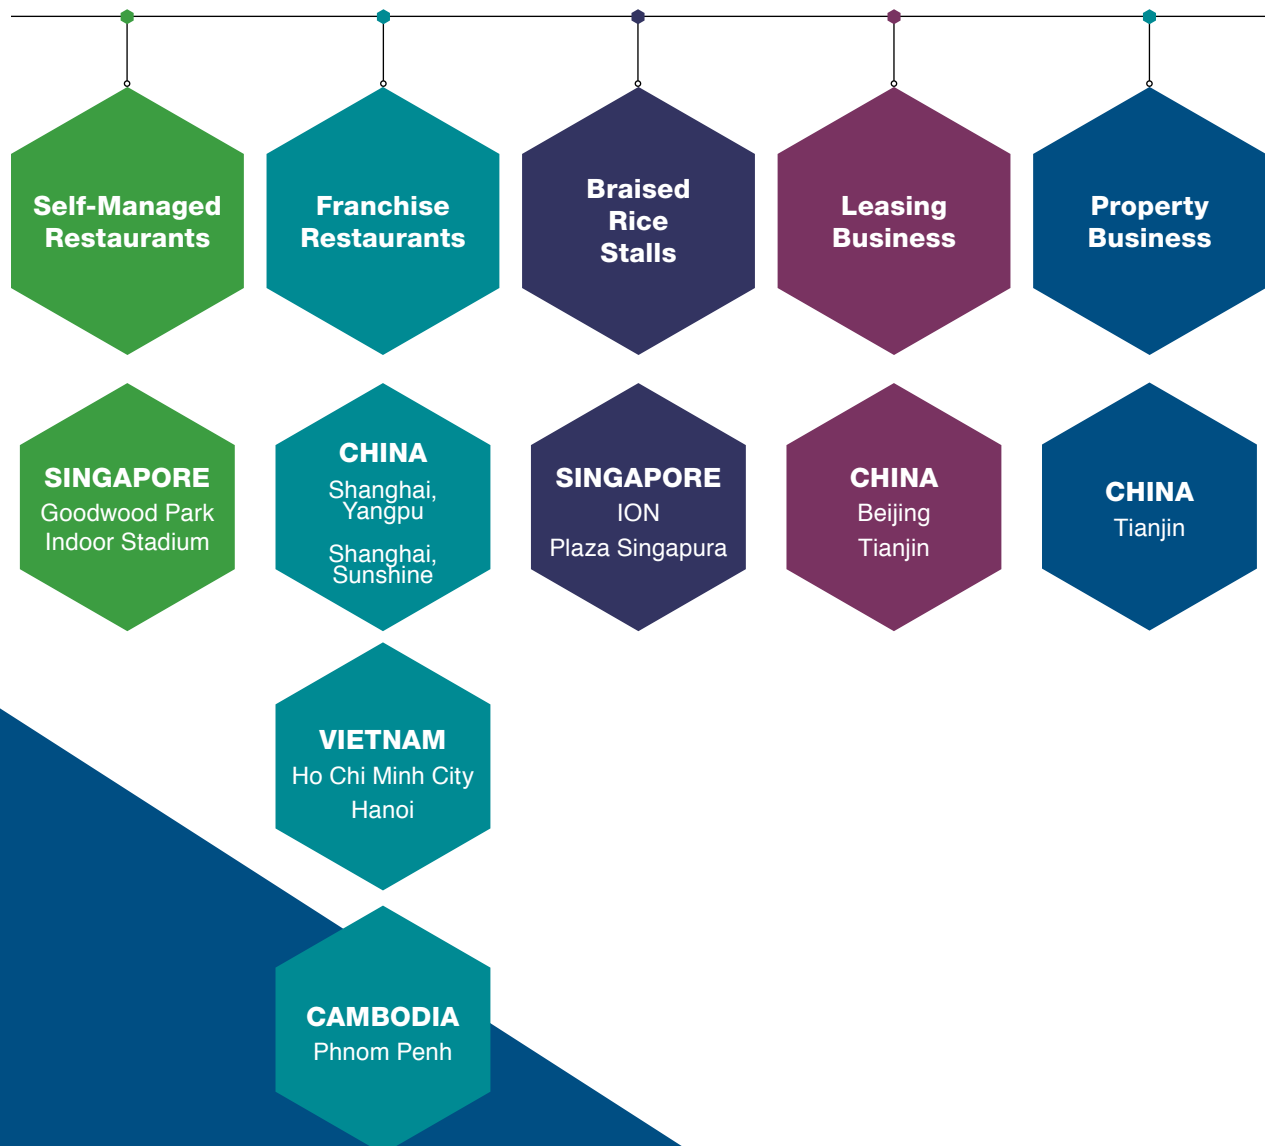 Self-Managed
Restaurants
Franchise
Restaurants
Braised
Rice
Stalls
Leasing
Business
Property
Business
SINGAPORE
Goodwood Park
Indoor Stadium
CHINA
Shanghai,
Yangpu
Shanghai,
Sunshine
SINGAPORE
ION
Plaza Singapura
CHINA
Beijing
Tianjin
CHINA
Tianjin
VIETNAM
Ho Chi Minh City
Hanoi
CAMBODIA
Phnom Penh